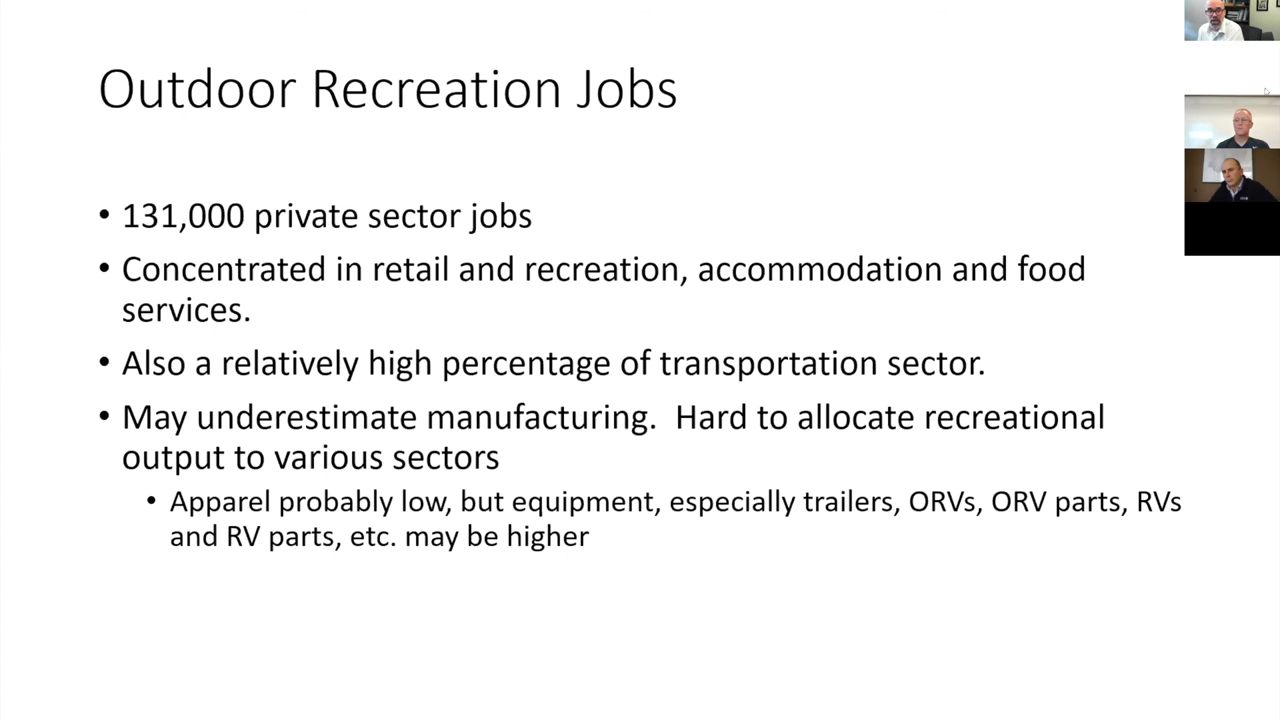 Outdoor Recreation Jobs
• 131,000 private sector jobs
• Concentrated in retail and recreation, accommodation and food
services.
• Also a relatively high percentage of transportation sector.
• May underestimate manufacturing.  Hard to allocate recreational
output to various sectors
• Apparel probably low, but equipment, especially trailers, ORVs, ORV parts, RVs
and RV parts, etc. may be higher